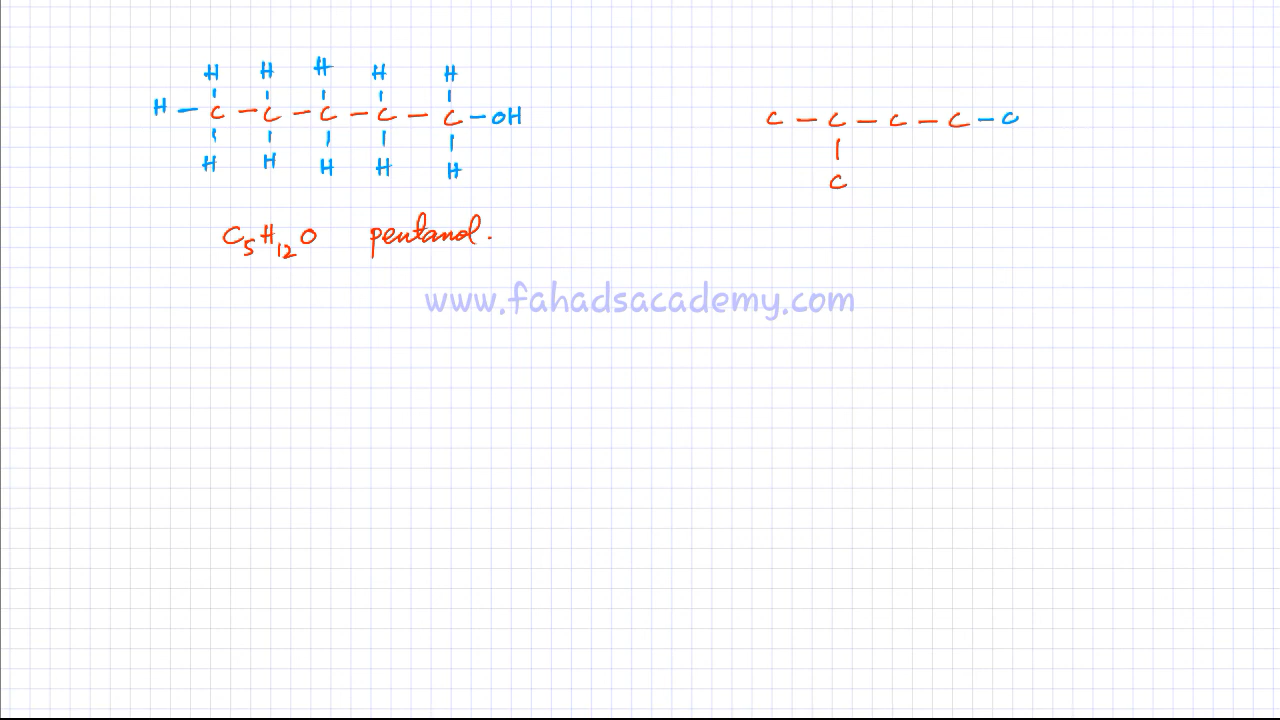 H H H H H
H - C - C - C - C - C - OH
H H H H H
C - C - C - C - C
C
C₅H₁₂O pentanol.
www.fahadsacademy.com